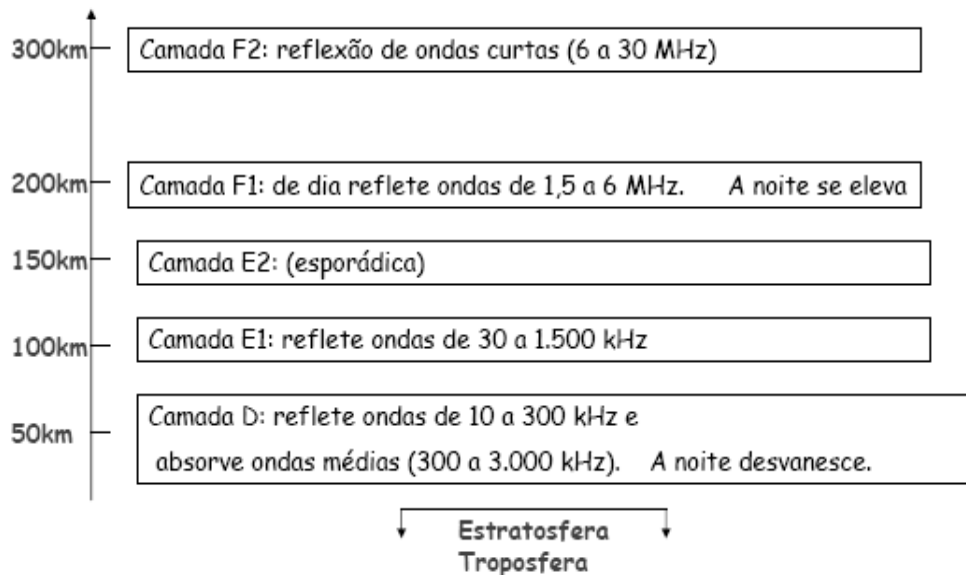 300km
Camada F2: reflexão de ondas curtas (6 a 30 MHz)
200km
Camada F1: de dia reflete ondas de 1,5 a 6 MHz. A noite se eleva
150km
Camada E2: (esporádica)
100km
Camada E1: reflete ondas de 30 a 1.500 kHz
50km
Camada D: reflete ondas de 10 a 300 kHz e
absorve ondas médias (300 a 3.000 kHz). A noite desvanesce.
Estratosfera
Troposfera